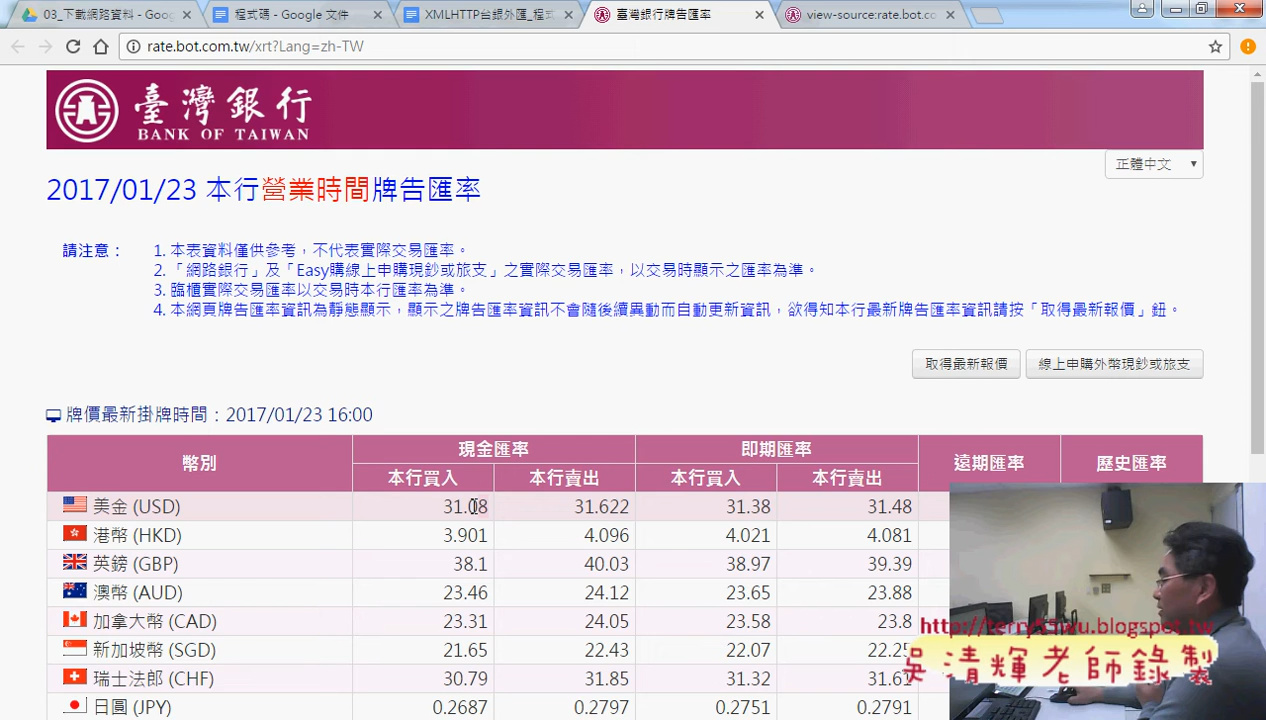 03_下載網路資料 - Goog
程式碼 - Google 文件
XMLHTTP台銀外匯_程式
臺灣銀行牌告匯率
view-source:rate.bot.co
rate.bot.com.tw/xrt?Lang=zh-TW
臺灣銀行
BANK OF TAIWAN
正體中文
2017/01/23 本行營業時間牌告匯率
請注意：
1. 本表資料僅供參考，不代表實際交易匯率。
2. 「網路銀行」及「Easy購線上申購現鈔或旅支」之實際交易匯率，以交易時顯示之匯率為準。
3. 臨櫃實際交易匯率以交易時本行匯率為準。
4. 本網頁牌告匯率資訊為靜態顯示，顯示之牌告匯率資訊不會隨後續異動而自動更新資訊，欲得知本行最新牌告匯率資訊請按「取得最新報價」鈕。
取得最新報價 線上申購外幣現鈔或旅支
牌價最新掛牌時間：2017/01/23 16:00
幣別 現金匯率 即期匯率 遠期匯率 歷史匯率
本行買入 本行賣出 本行買入 本行賣出
美金 (USD) 31.08 31.622 31.38 31.48
港幣 (HKD) 3.901 4.096 4.021 4.081
英鎊 (GBP) 38.1 40.03 38.97 39.39
澳幣 (AUD) 23.46 24.12 23.65 23.88
加拿大幣 (CAD) 23.31 24.05 23.58 23.8
新加坡幣 (SGD) 21.65 22.43 22.07 22.25
瑞士法郎 (CHF) 30.79 31.85 31.32 31.61
日圓 (JPY) 0.2687 0.2797 0.2751 0.2791
http://terry55wu.blogspot.tw
吳清輝老師錄製